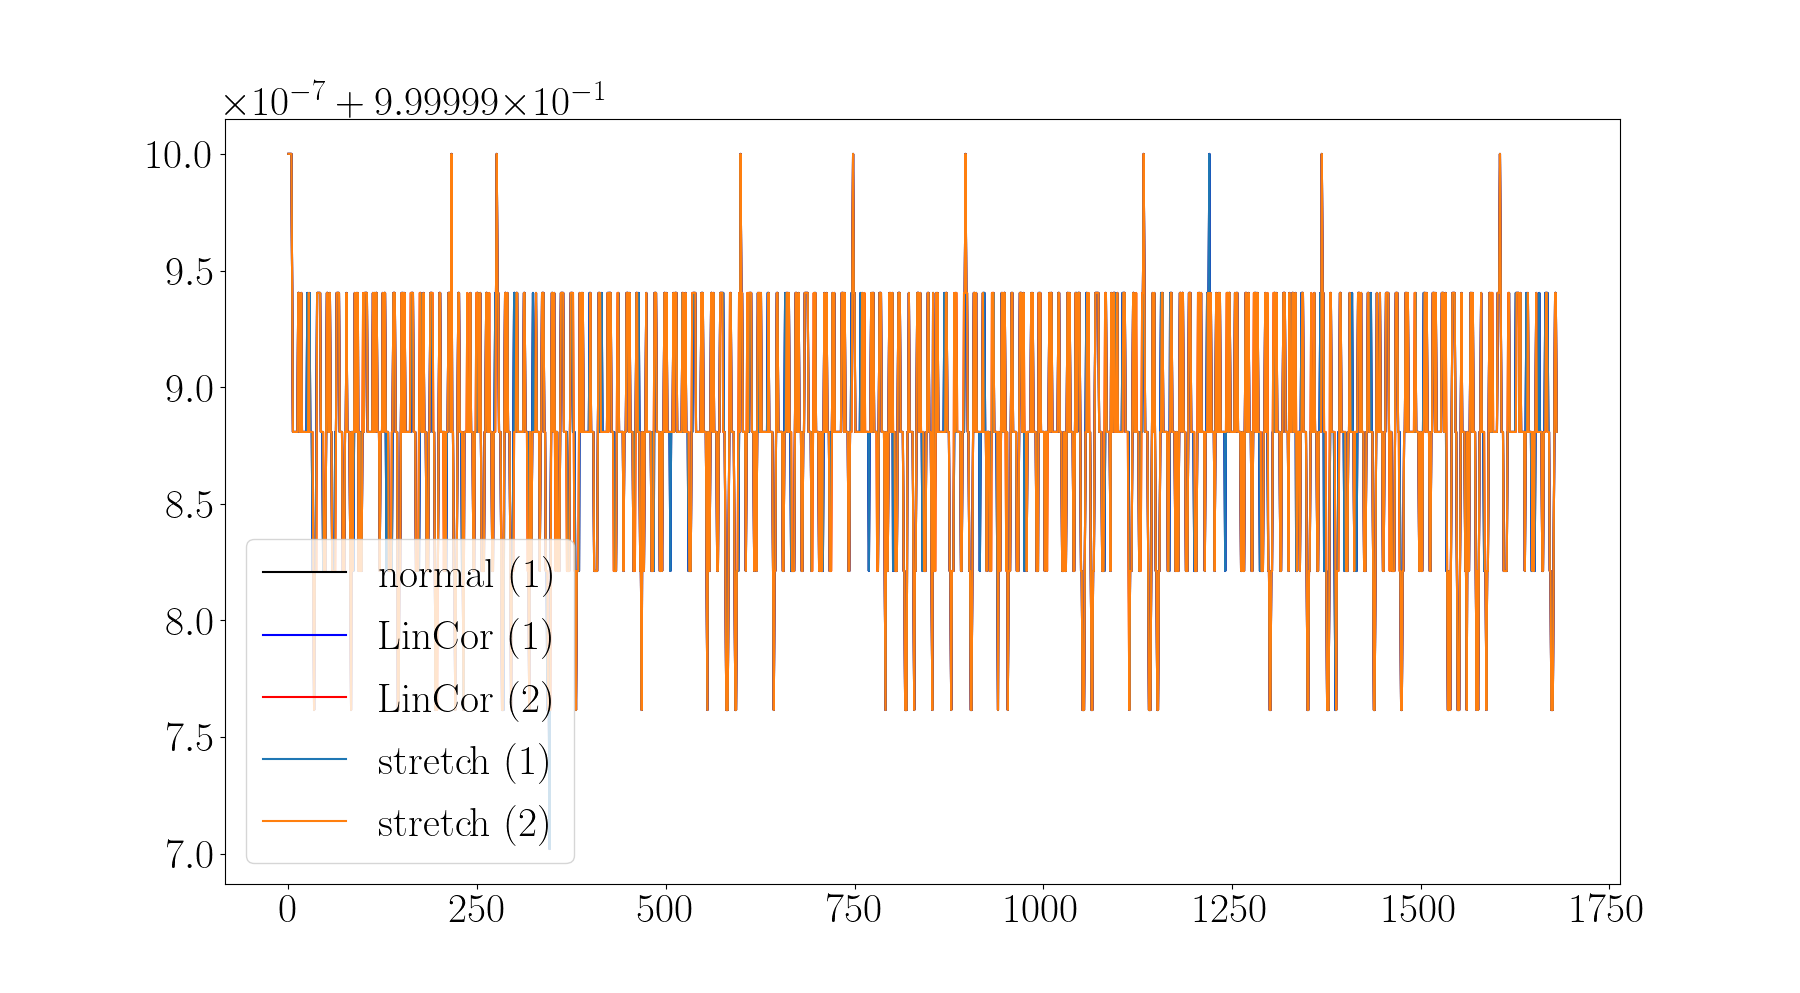 ×10⁻⁷ + 9.99999×10⁻¹
10.0
9.5
9.0
8.5
8.0
7.5
7.0
normal (1)
LinCor (1)
LinCor (2)
stretch (1)
stretch (2)
0 250 500 750 1000 1250 1500 1750